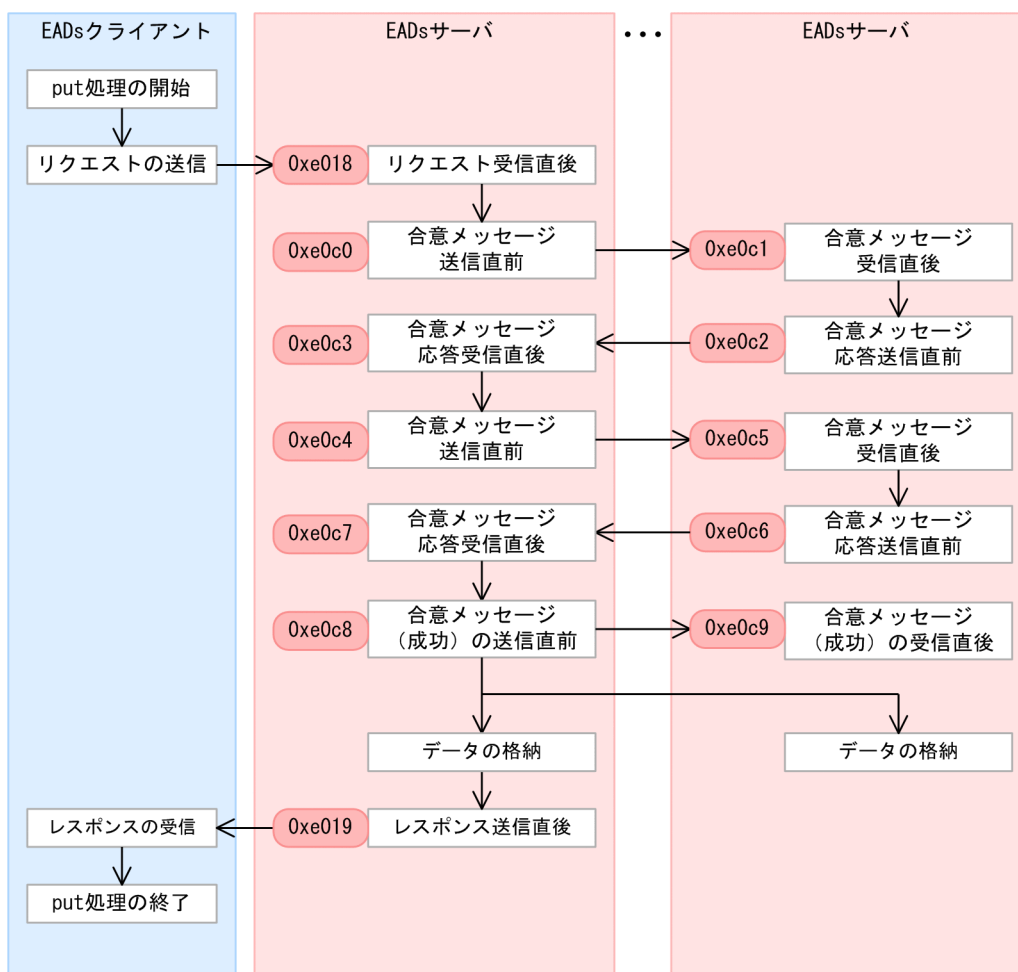 EADsクライアント
EADsサーバ
・・・
EADsサーバ
put処理の開始
リクエストの送信
0xe018
リクエスト受信直後
0xe0c0
合意メッセージ
送信直前
0xe0c1
合意メッセージ
受信直後
0xe0c3
合意メッセージ
応答受信直後
0xe0c2
合意メッセージ
応答送信直前
0xe0c4
合意メッセージ
送信直前
0xe0c5
合意メッセージ
受信直後
0xe0c7
合意メッセージ
応答受信直後
0xe0c6
合意メッセージ
応答送信直前
0xe0c8
合意メッセージ
（成功）の送信直前
0xe0c9
合意メッセージ
（成功）の受信直後
データの格納
データの格納
レスポンスの受信
0xe019
レスポンス送信直後
put処理の終了